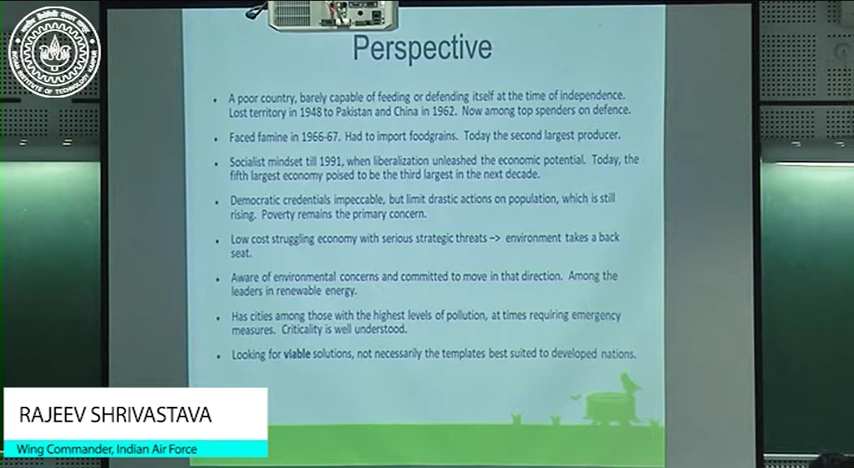 Perspective
• A poor country, barely capable of feeding or defending itself at the time of independence.
Lost territory in 1948 to Pakistan and China in 1962. Now among top spenders on defence.
• Faced famine in 1966-67. Had to import foodgrains. Today the second largest producer.
• Socialist mindset till 1991, when liberalization unleashed the economic potential. Today, the
fifth largest economy poised to be the third largest in the next decade.
• Democratic credentials impeccable, but limit drastic actions on population, which is still
rising. Poverty remains the primary concern.
• Low cost struggling economy with serious strategic threats –> environment takes a back
seat.
• Aware of environmental concerns and committed to move in that direction. Among the
leaders in renewable energy.
• Has cities among those with the highest levels of pollution, at times requiring emergency
measures. Criticality is well understood.
• Looking for viable solutions, not necessarily the templates best suited to developed nations.
RAJEEV SHRIVASTAVA
Wing Commander, Indian Air Force
INDIAN INSTITUTE OF TECHNOLOGY KANPUR